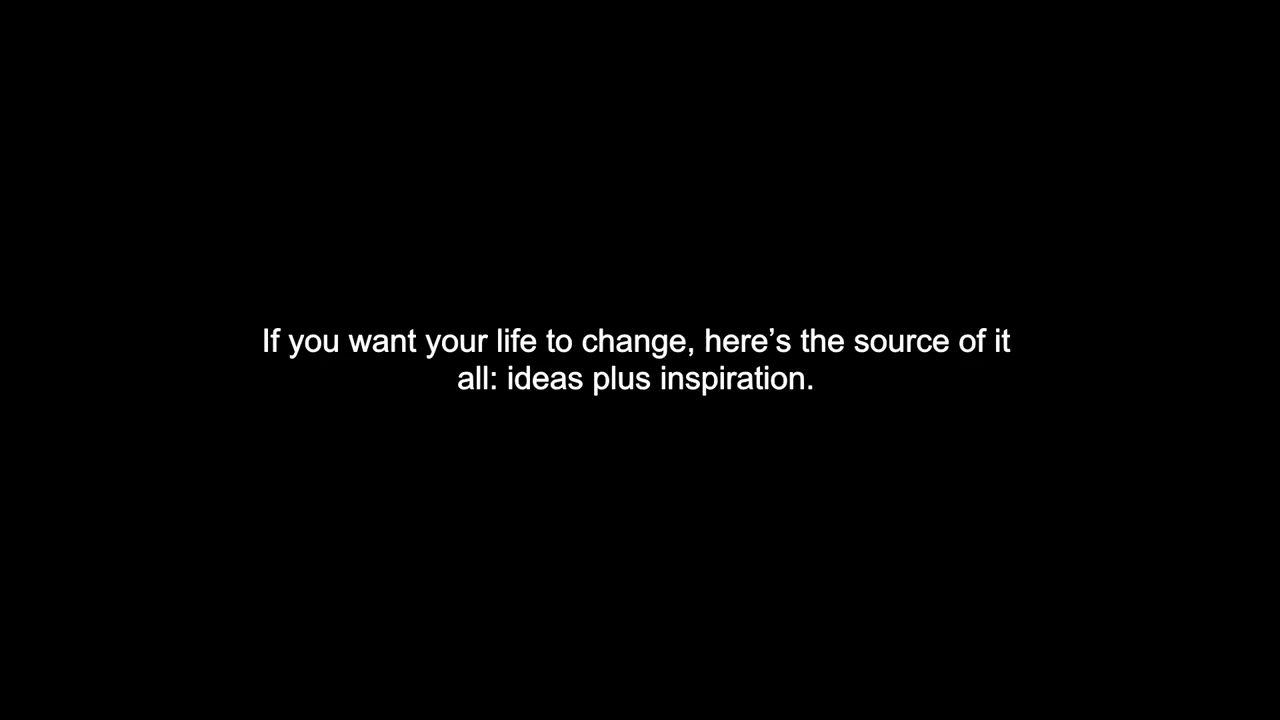 If you want your life to change, here’s the source of it
all: ideas plus inspiration.